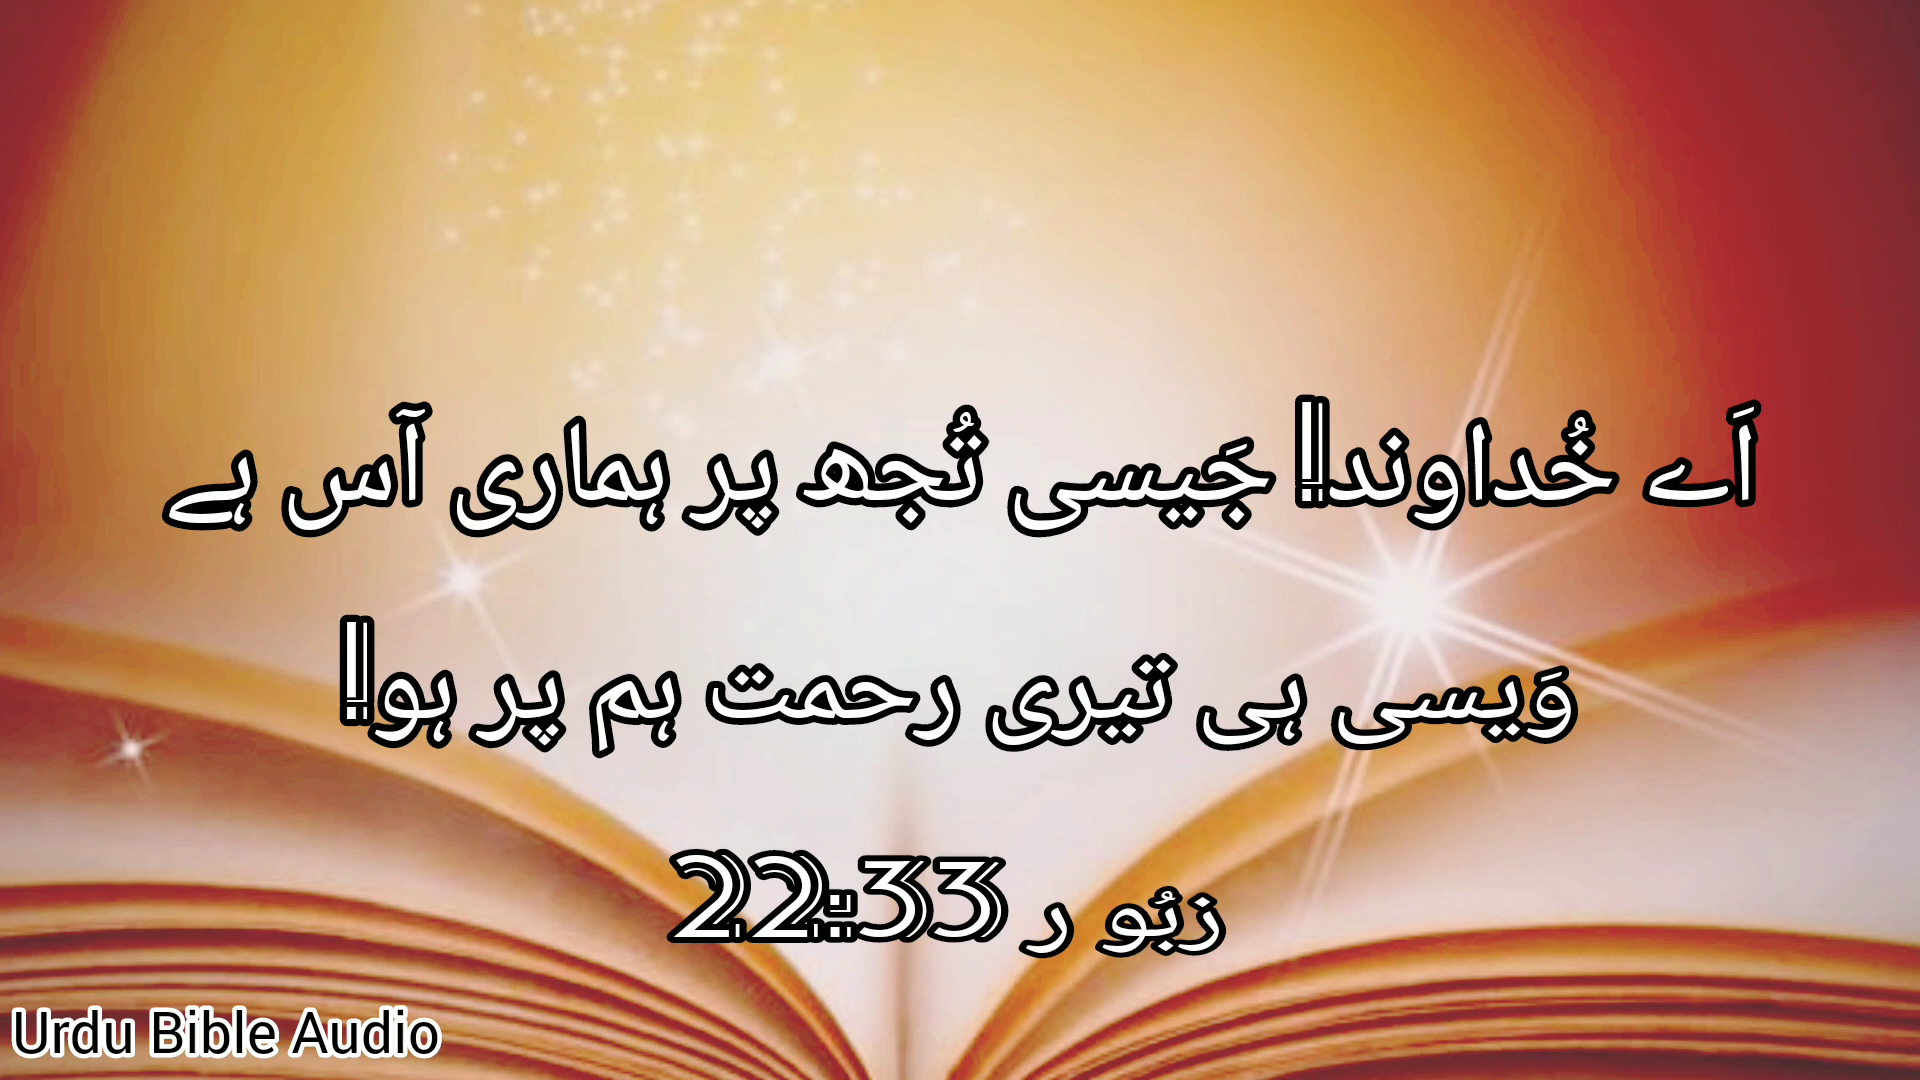 اَے خُداوند! جَیسی تُجھ پر ہماری آس ہے
وَیسی ہی تیری رحمت ہم پر ہو!
زبُو ر 22:33
Urdu Bible Audio